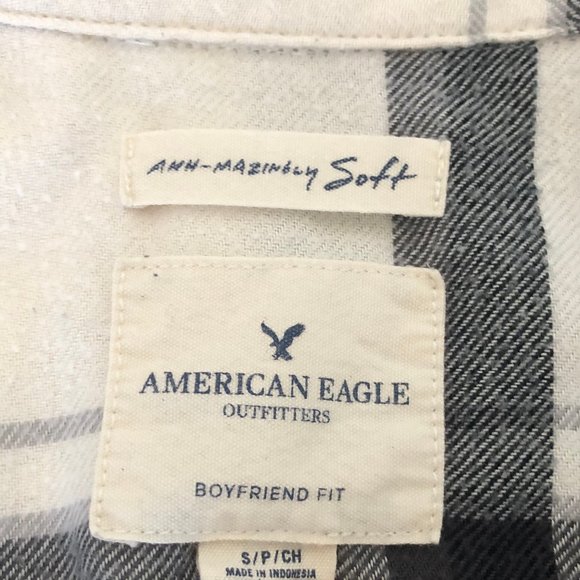 AHH-MAZINGLY Soft
AMERICAN EAGLE
OUTFITTERS
BOYFRIEND FIT
S/P/CH
MADE IN INDONESIA